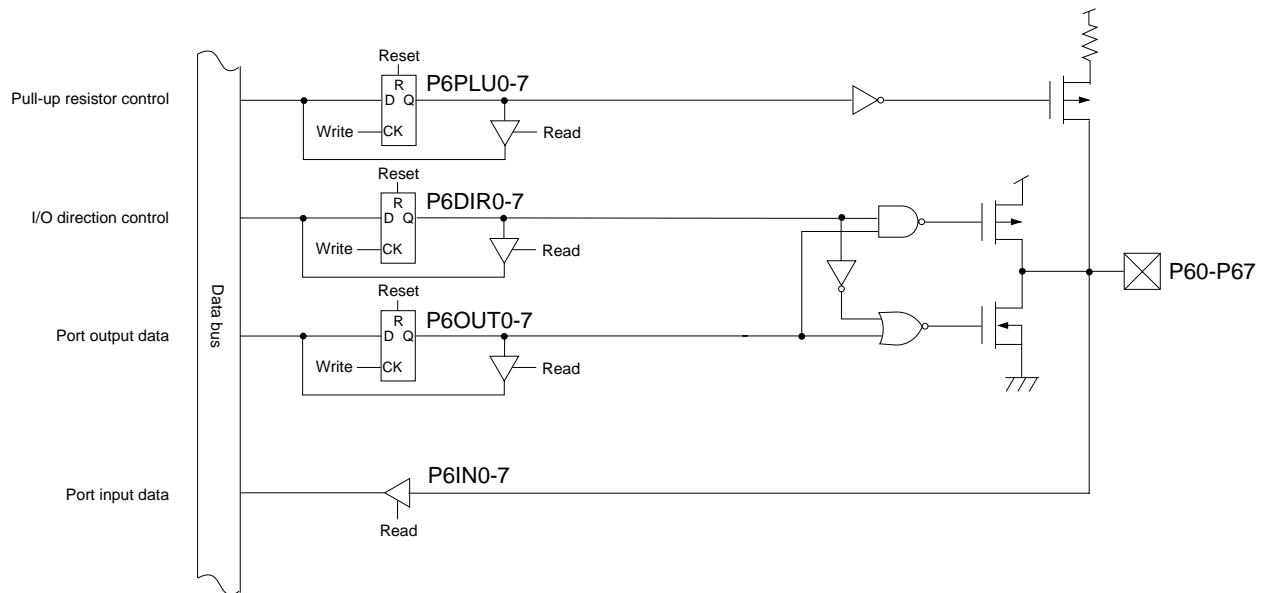 Reset
Pull-up resistor control
R
P6PLU0-7
D Q
Write
CK
Read
Reset
I/O direction control
R
P6DIR0-7
D Q
Write
CK
Read
Data bus
P60-P67
Reset
Port output data
R
P6OUT0-7
D Q
Write
CK
Read
Port input data
P6IN0-7
Read